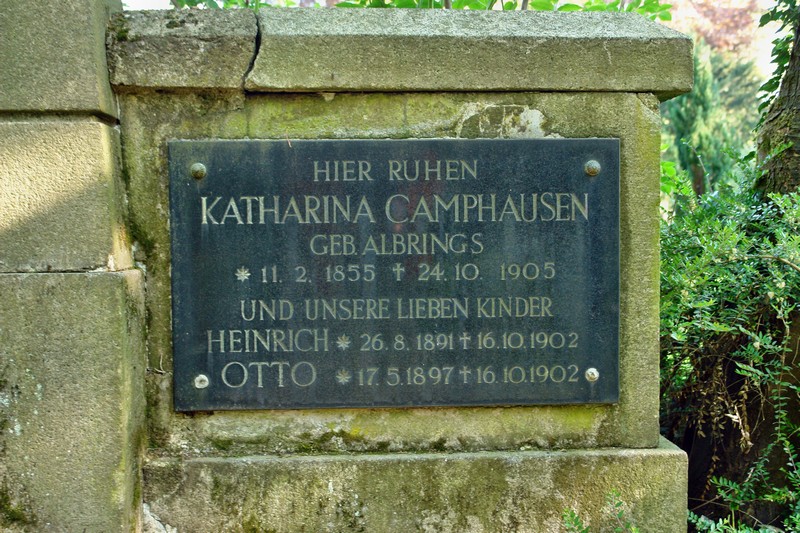 HIER RUHEN
KATHARINA CAMPHAUSEN
GEB. ALBRINGS
* 11. 2. 1855 † 24. 10. 1905
UND UNSERE LIEBEN KINDER
HEINRICH * 26. 8. 1891 † 16. 10. 1902
OTTO * 17. 5. 1897 † 16. 10. 1902